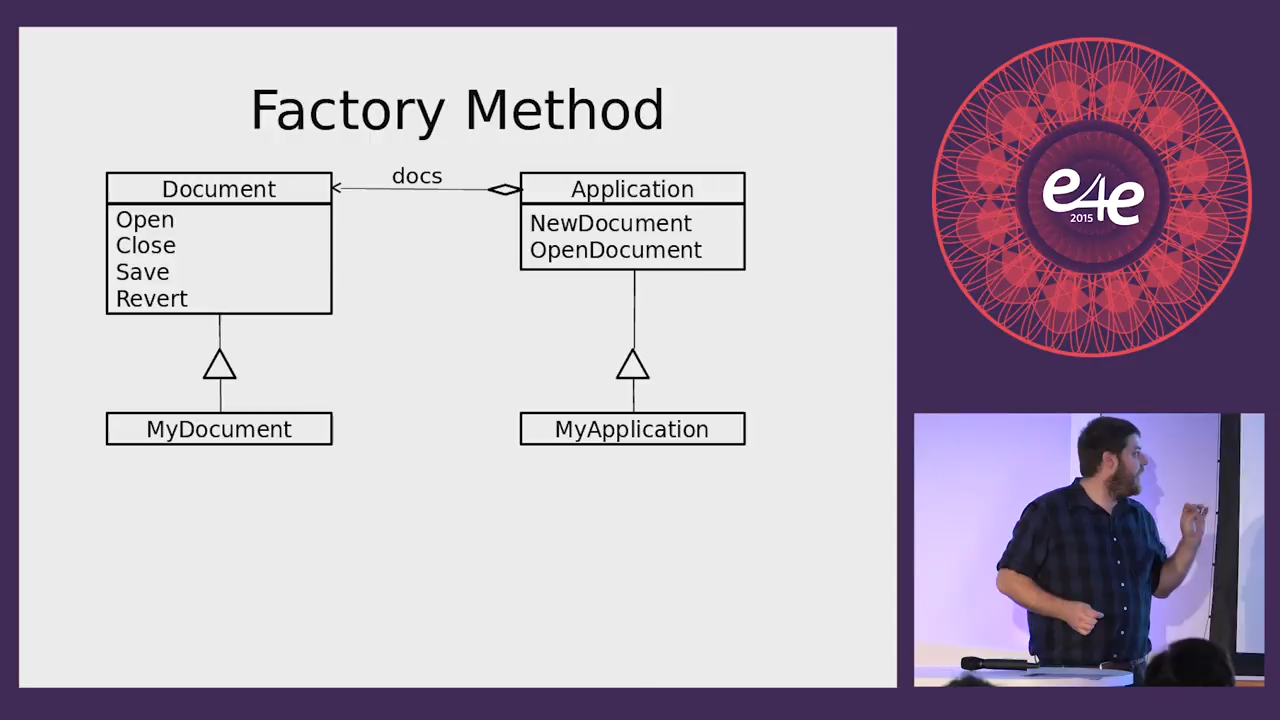 Factory Method
docs
Document
Open
Close
Save
Revert
Application
NewDocument
OpenDocument
MyDocument
MyApplication
e4e
2015